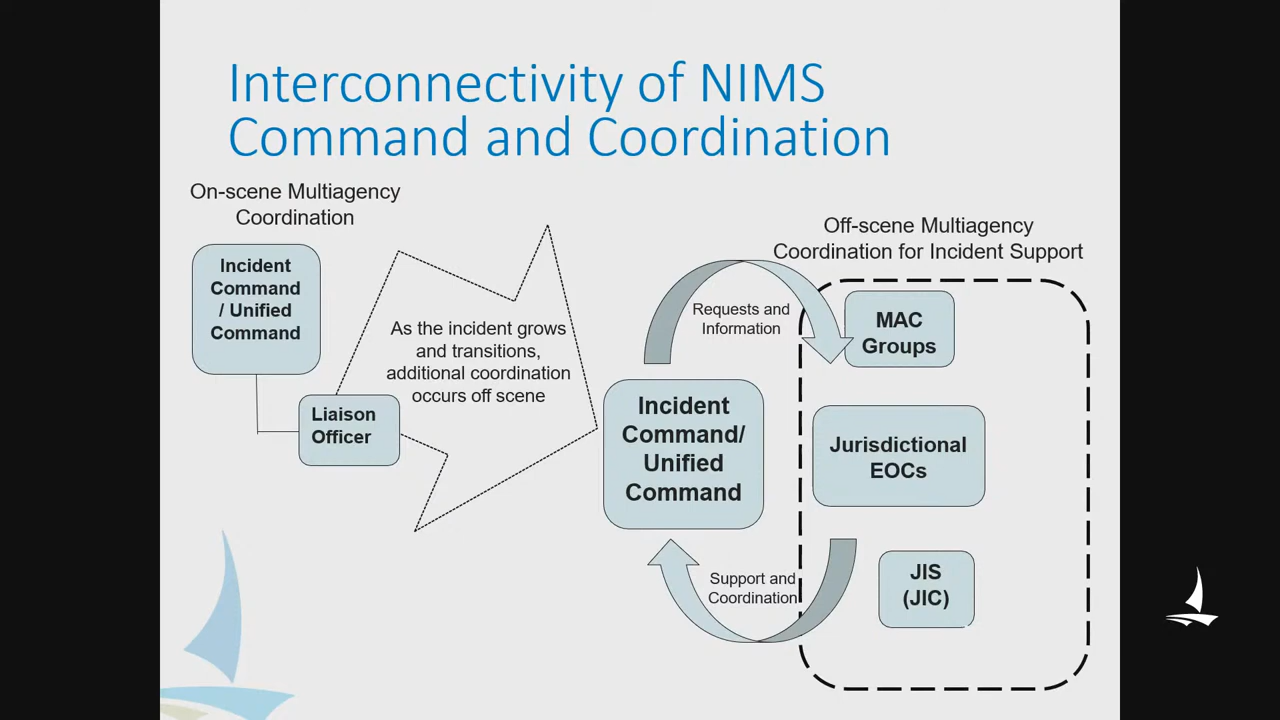 Interconnectivity of NIMS
Command and Coordination
On-scene Multiagency
Coordination
Incident
Command
/ Unified
Command
Liaison
Officer
As the incident grows
and transitions,
additional coordination
occurs off scene
Requests and
Information
Incident
Command/
Unified
Command
Support and
Coordination
Off-scene Multiagency
Coordination for Incident Support
MAC
Groups
Jurisdictional
EOCs
JIS
(JIC)